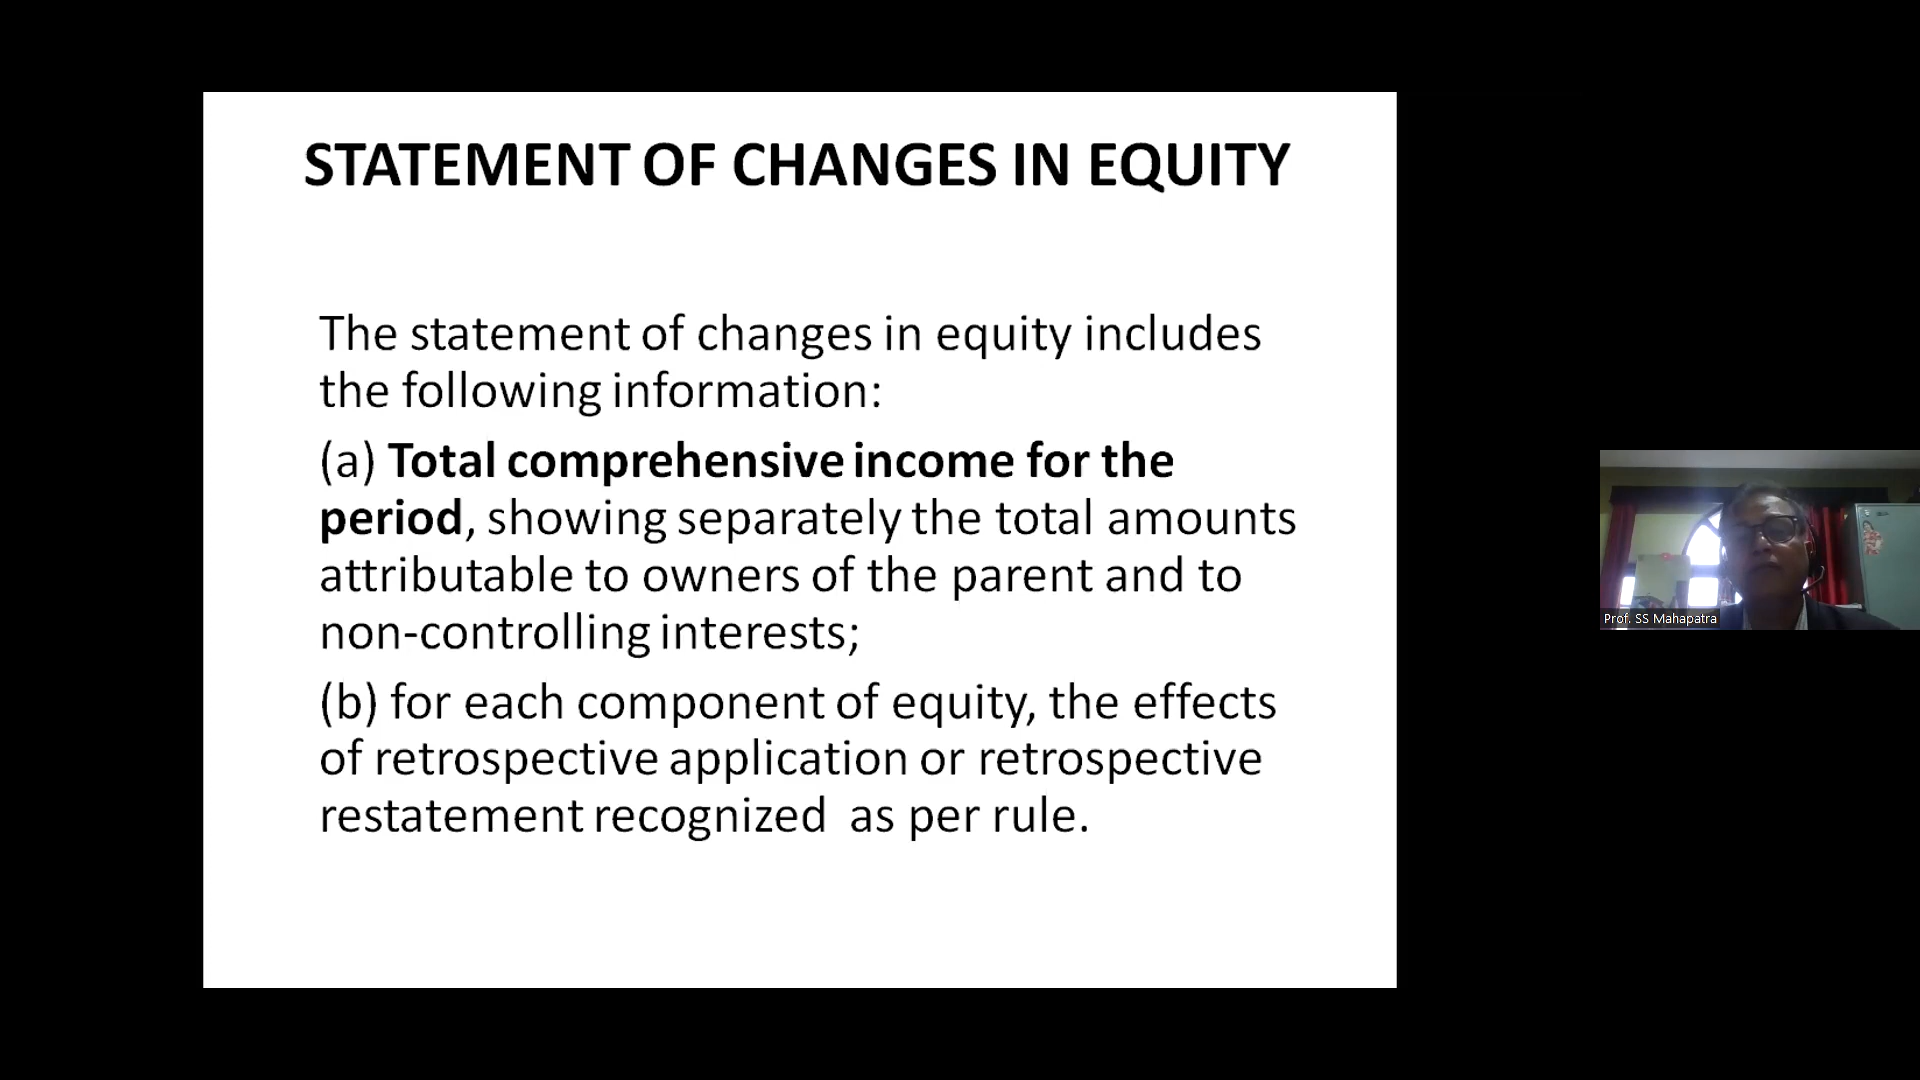 STATEMENT OF CHANGES IN EQUITY
The statement of changes in equity includes
the following information:
(a) Total comprehensive income for the
period, showing separately the total amounts
attributable to owners of the parent and to
non-controlling interests;
(b) for each component of equity, the effects
of retrospective application or retrospective
restatement recognized  as per rule.
Prof. SS Mahapatra